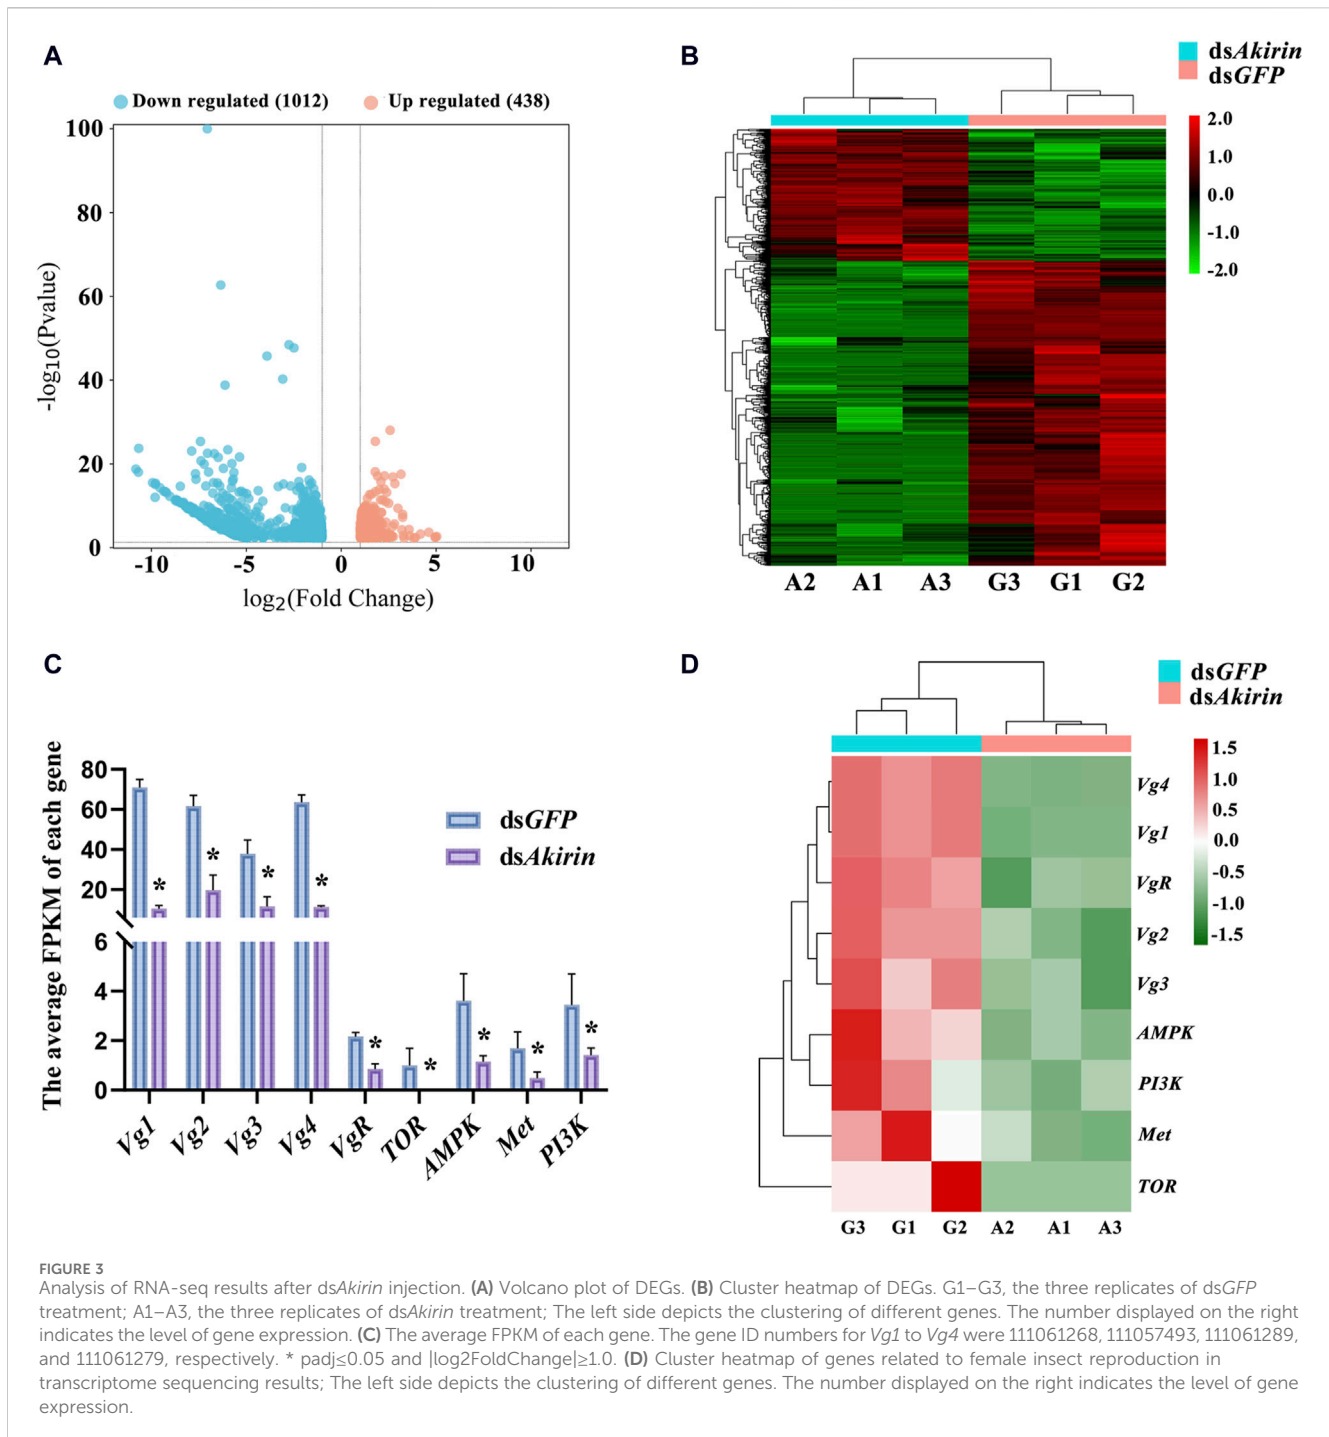 A
Down regulated (1012)
Up regulated (438)
-log10(Pvalue)
100
80
60
40
20
0
-10
-5
0
5
10
log2(Fold Change)
B
dsAkirin
dsGFP
2.0
1.0
0.0
-1.0
-2.0
A2 A1 A3 G3 G1 G2
C
The average FPKM of each gene
80
60
40
20
6
4
2
0
dsGFP
dsAkirin
* * * * * * * * *
Vg1 Vg2 Vg3 Vg4 VgR TOR AMPK Met PI3K
D
dsGFP
dsAkirin
1.5
1.0
0.5
0.0
-0.5
-1.0
-1.5
Vg4
Vg1
VgR
Vg2
Vg3
AMPK
PI3K
Met
TOR
G3 G1 G2 A2 A1 A3
FIGURE 3
Analysis of RNA-seq results after dsAkirin injection. (A) Volcano plot of DEGs. (B) Cluster heatmap of DEGs. G1–G3, the three replicates of dsGFP
treatment; A1–A3, the three replicates of dsAkirin treatment; The left side depicts the clustering of different genes. The number displayed on the right
indicates the level of gene expression. (C) The average FPKM of each gene. The gene ID numbers for Vg1 to Vg4 were 111061268, 111057493, 111061289,
and 111061279, respectively. * padj≤0.05 and |log2FoldChange|≥1.0. (D) Cluster heatmap of genes related to female insect reproduction in
transcriptome sequencing results; The left side depicts the clustering of different genes. The number displayed on the right indicates the level of gene
expression.